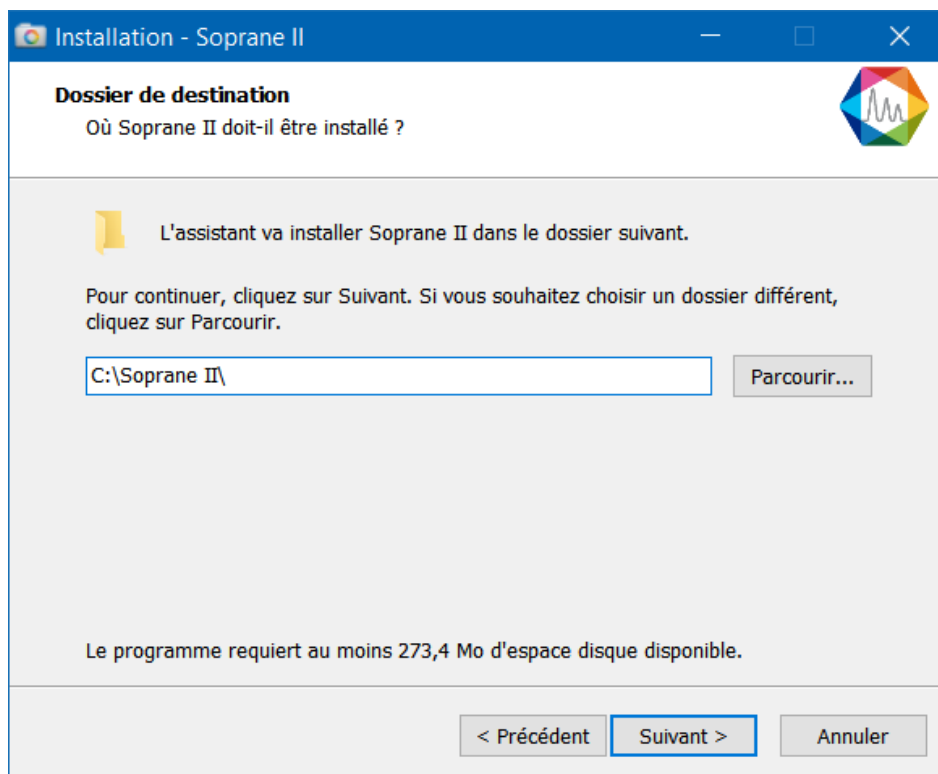 Installation - Soprane II
Dossier de destination
Où Soprane II doit-il être installé ?
L'assistant va installer Soprane II dans le dossier suivant.
Pour continuer, cliquez sur Suivant. Si vous souhaitez choisir un dossier différent,
cliquez sur Parcourir.
C:\Soprane II\
Parcourir...
Le programme requiert au moins 273,4 Mo d'espace disque disponible.
< Précédent
Suivant >
Annuler